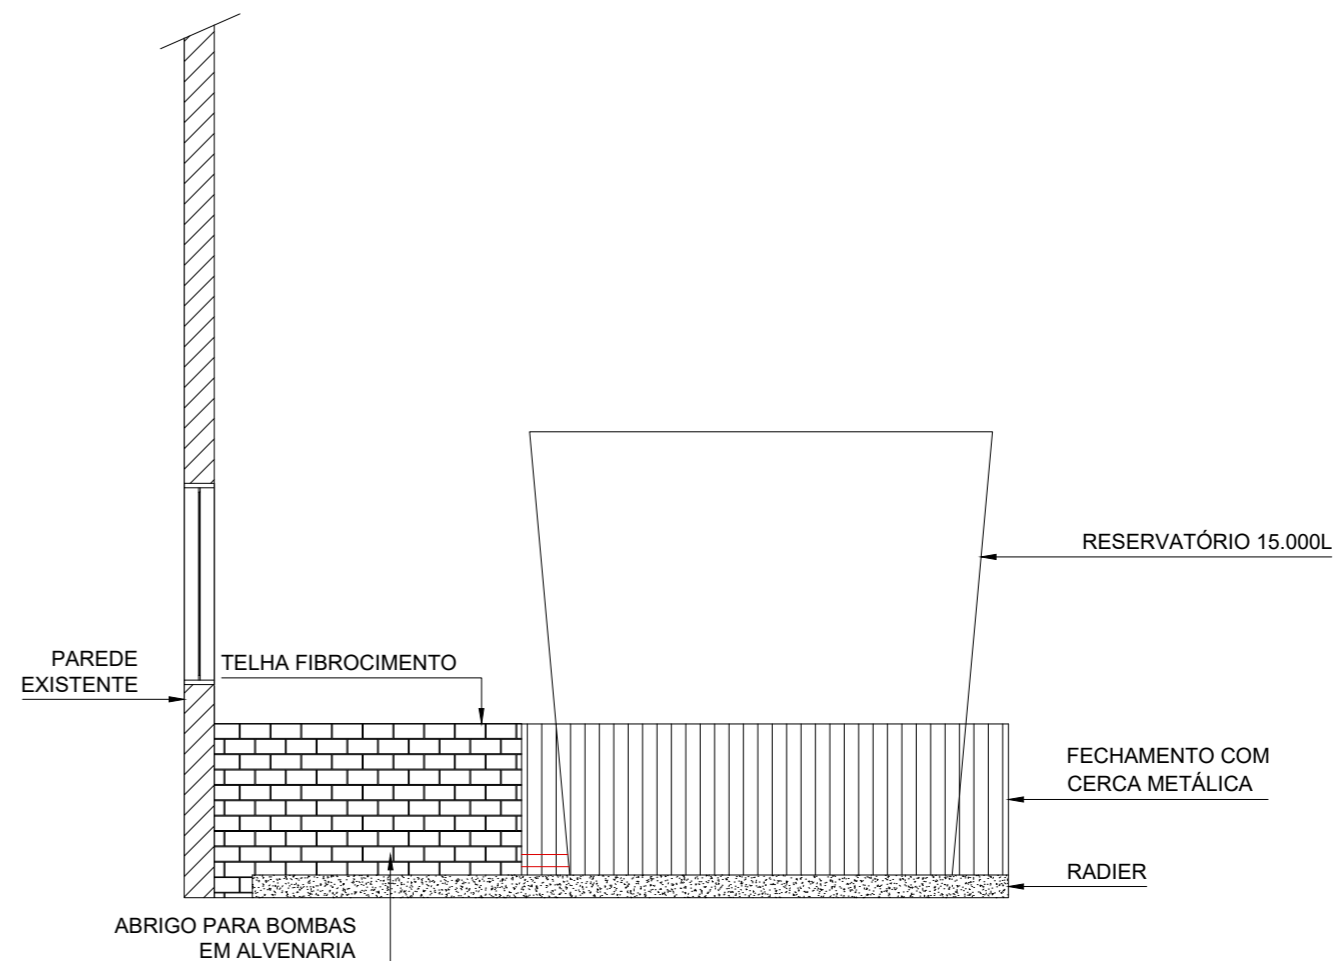 RESERVATÓRIO 15.000L
PAREDE
EXISTENTE
TELHA FIBROCIMENTO
FECHAMENTO COM
CERCA METÁLICA
RADIER
ABRIGO PARA BOMBAS
EM ALVENARIA